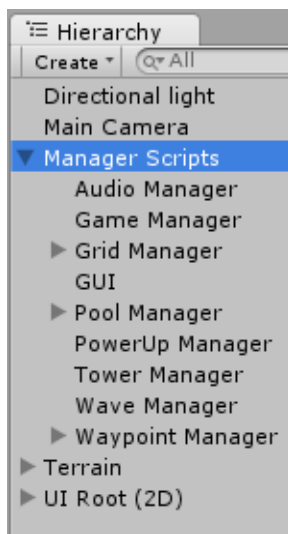 Hierarchy
Create All
Directional light
Main Camera
Manager Scripts
Audio Manager
Game Manager
Grid Manager
GUI
Pool Manager
PowerUp Manager
Tower Manager
Wave Manager
Waypoint Manager
Terrain
UI Root (2D)